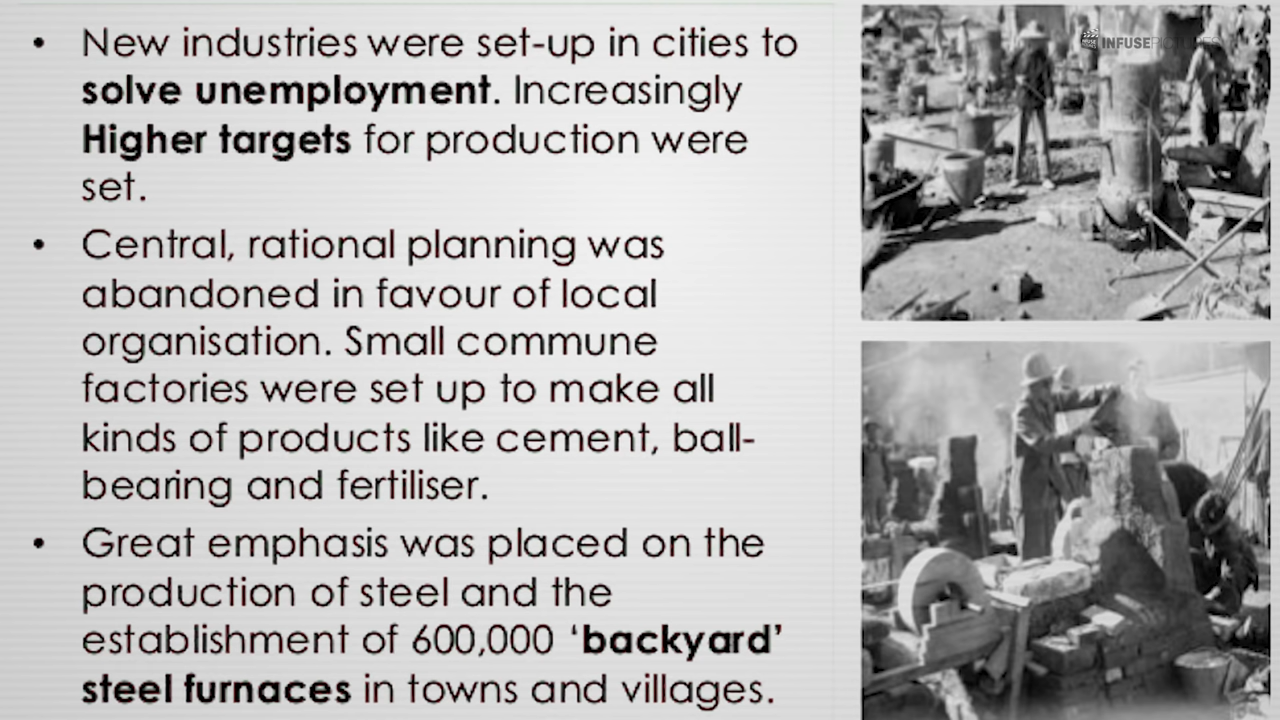 • New industries were set-up in cities to
solve unemployment. Increasingly
Higher targets for production were
set.
• Central, rational planning was
abandoned in favour of local
organisation. Small commune
factories were set up to make all
kinds of products like cement, ball-
bearing and fertiliser.
• Great emphasis was placed on the
production of steel and the
establishment of 600,000 ‘backyard’
steel furnaces in towns and villages.
INFUSEPICTURES